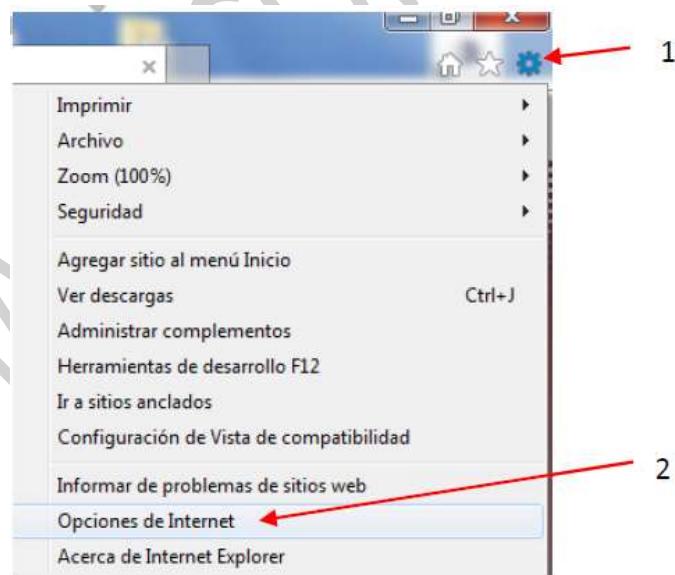 1
Imprimir
Archivo
Zoom (100%)
Seguridad
Agregar sitio al menú Inicio
Ver descargas Ctrl+J
Administrar complementos
Herramientas de desarrollo F12
Ir a sitios anclados
Configuración de Vista de compatibilidad
Informar de problemas de sitios web
2
Opciones de Internet
Acerca de Internet Explorer